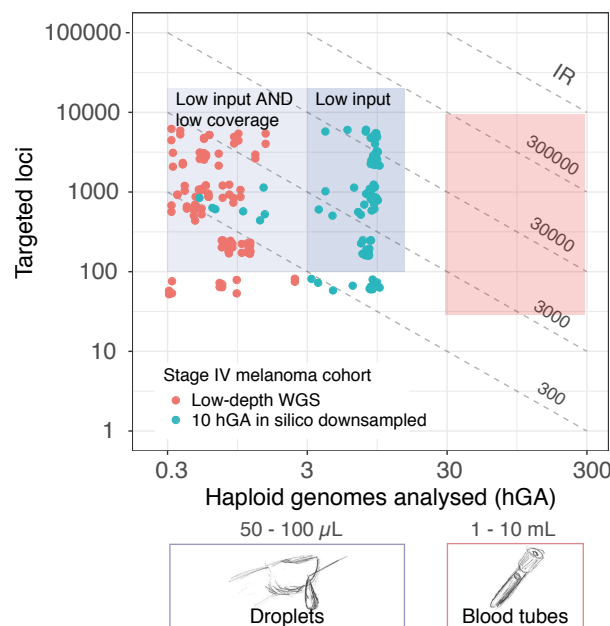 100000
10000
1000
100
10
1
Targeted loci
Low input AND
low coverage
Low input
IR
300000
30000
3000
300
Stage IV melanoma cohort
Low-depth WGS
10 hGA in silico downsampled
0.3
3
30
300
Haploid genomes analysed (hGA)
50 - 100 µL
1 - 10 mL
Droplets
Blood tubes